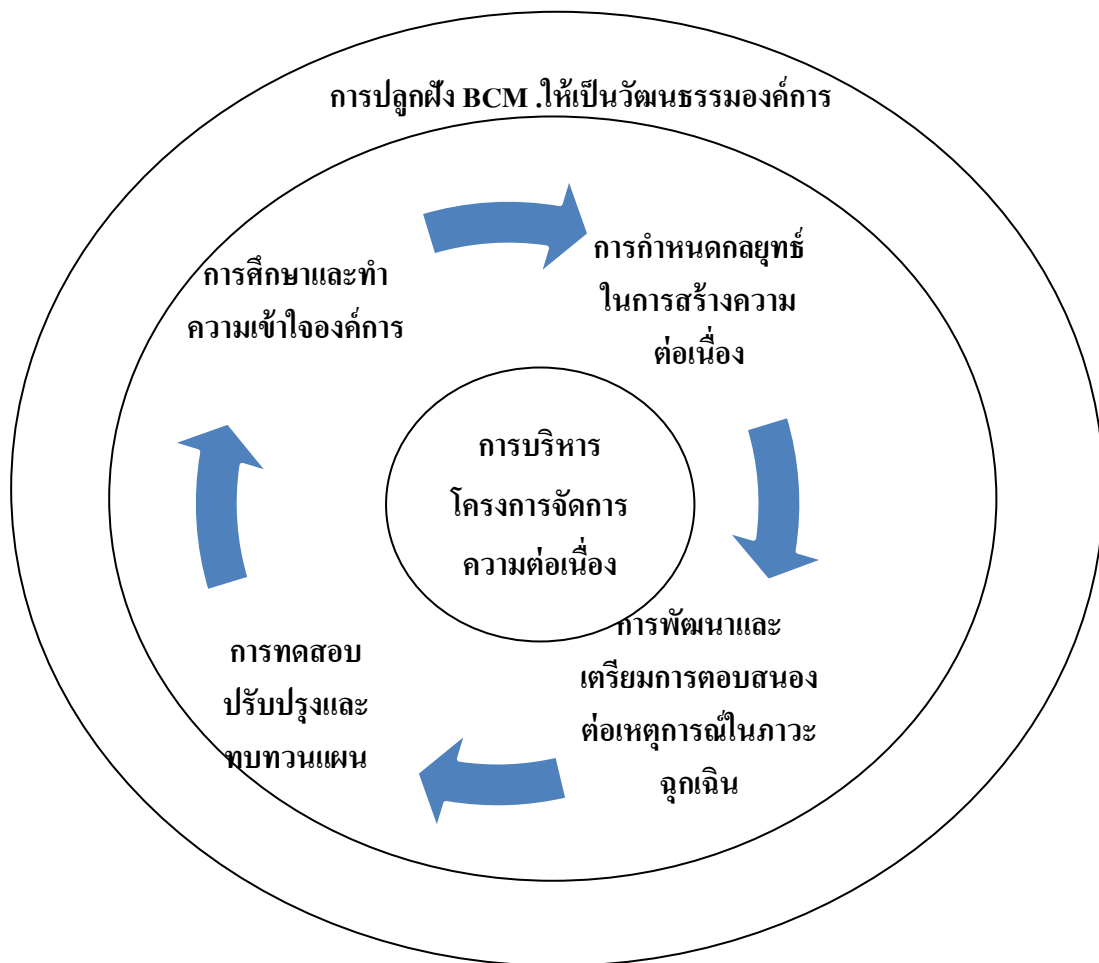 การปลูกฝัง BCM .ให้เป็นวัฒนธรรมองค์การ
การศึกษาและทำ
ความเข้าใจองค์การ
การกำหนดกลยุทธ์
ในการสร้างความ
ต่อเนื่อง
การบริหาร
โครงการจัดการ
ความต่อเนื่อง
การพัฒนาและ
เตรียมการตอบสนอง
ต่อเหตุการณ์ในภาวะ
ฉุกเฉิน
การทดสอบ
ปรับปรุงและ
ทบทวนแผน